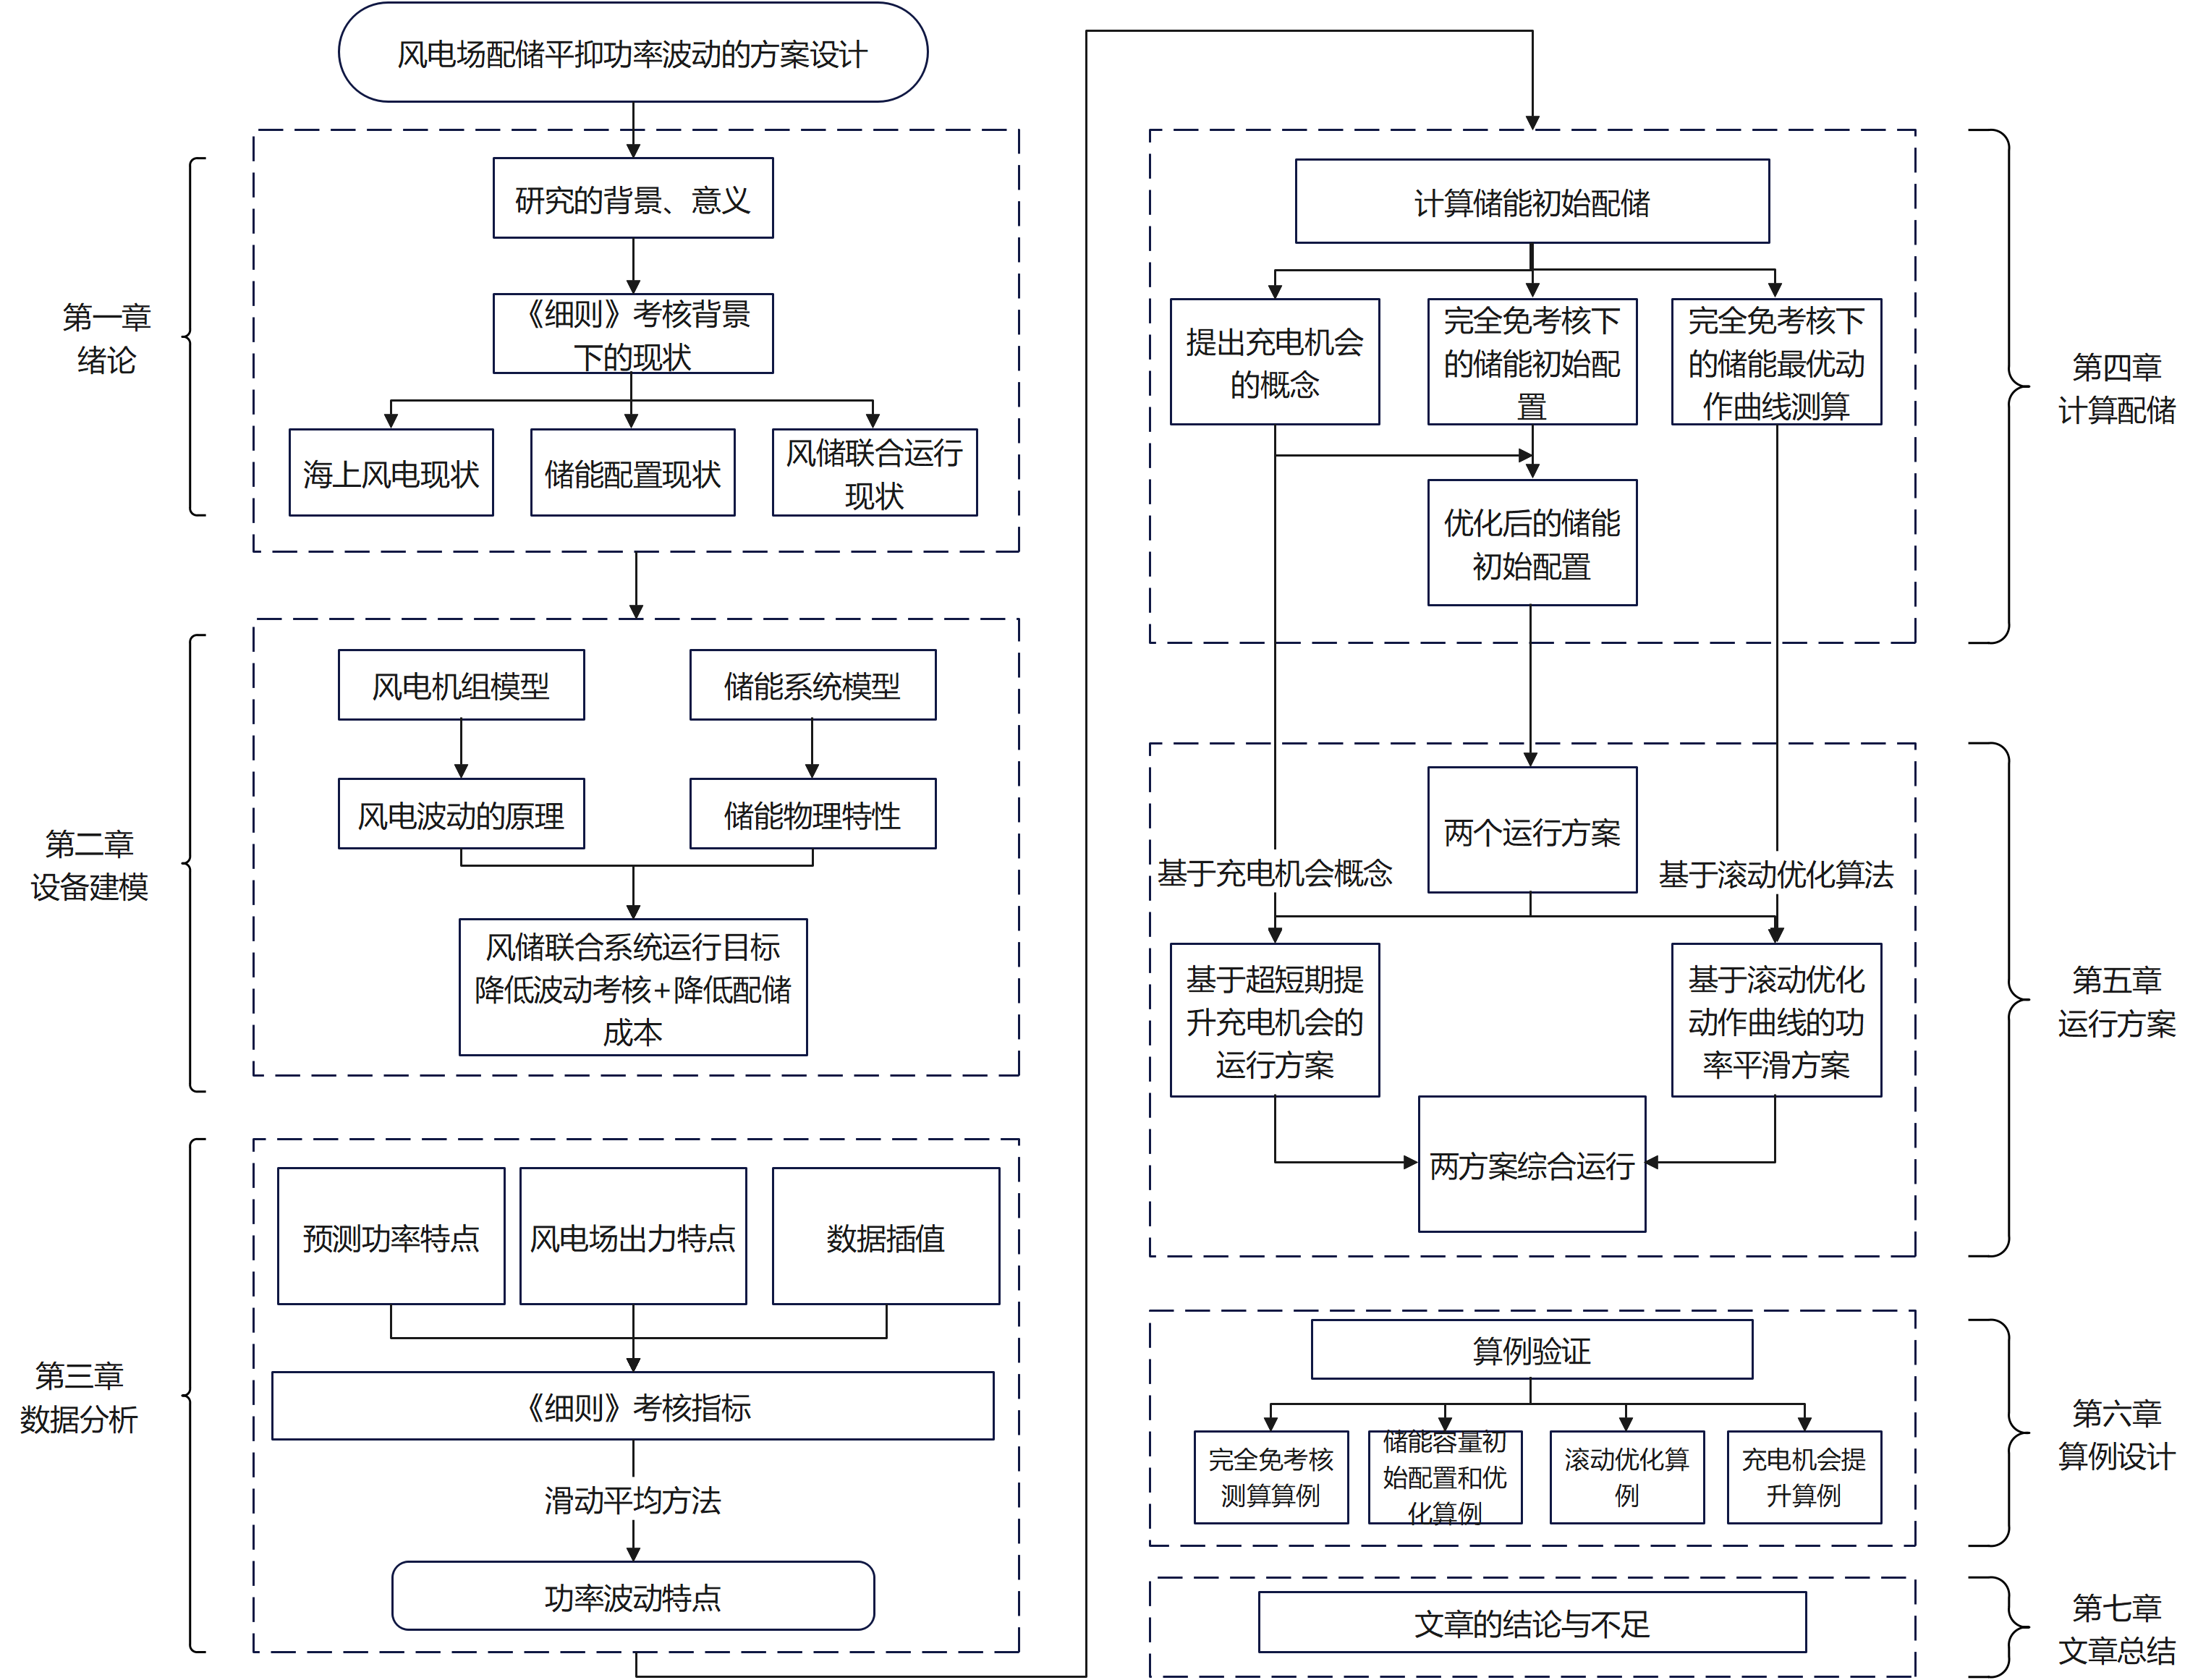 风电场配储平抑功率波动的方案设计
第一章
绪论
研究的背景、意义
《细则》考核背景
下的现状
海上风电现状
储能配置现状
风储联合运行
现状
第二章
设备建模
风电机组模型
储能系统模型
风电波动的原理
储能物理特性
风储联合系统运行目标
降低波动考核+降低配储
成本
第三章
数据分析
预测功率特点
风电场出力特点
数据插值
《细则》考核指标
滑动平均方法
功率波动特点
计算储能初始配储
提出充电机会
的概念
完全免考核下
的储能初始配
置
完全免考核下
的储能最优动
作曲线测算
优化后的储能
初始配置
第四章
计算配储
两个运行方案
基于充电机会概念
基于滚动优化算法
基于超短期提
升充电机会的
运行方案
基于滚动优化
动作曲线的功
率平滑方案
两方案综合运行
第五章
运行方案
算例验证
完全免考核
测算算例
储能容量初
始配置和优
化算例
滚动优化算
例
充电机会提
升算例
第六章
算例设计
文章的结论与不足
第七章
文章总结